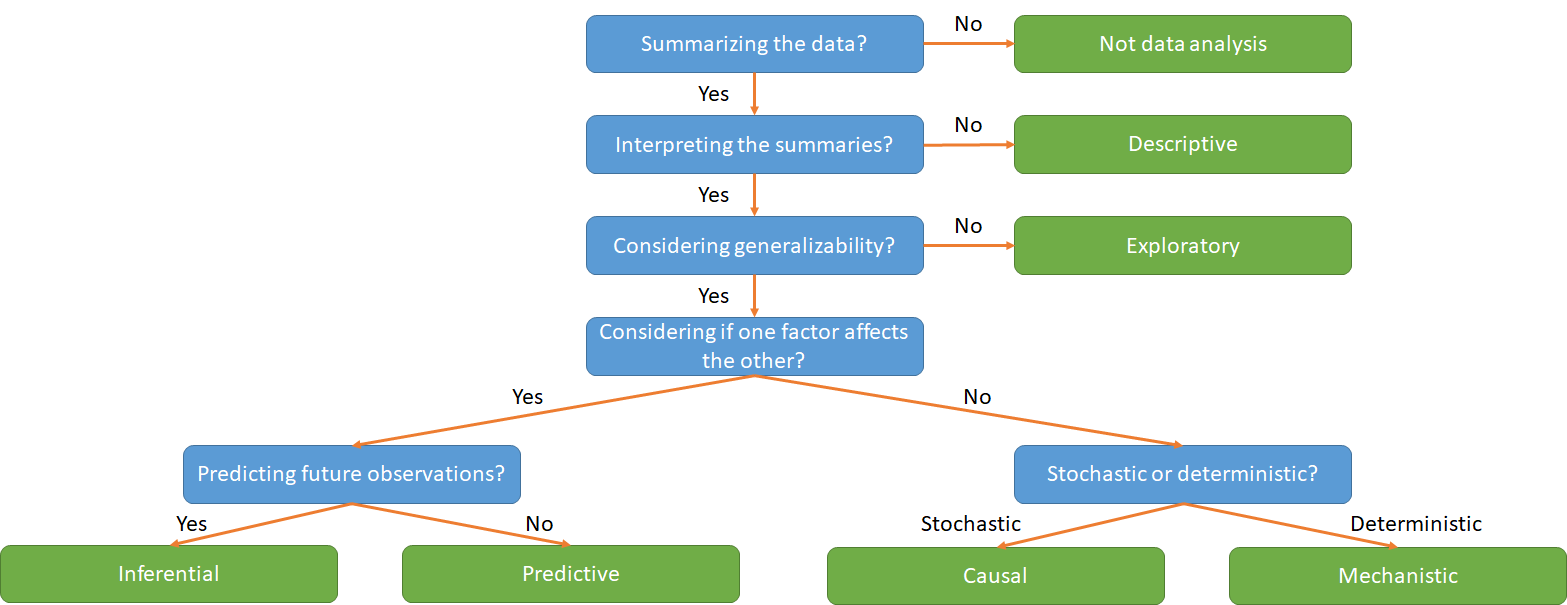 Summarizing the data?
No
Not data analysis
Yes
Interpreting the summaries?
No
Descriptive
Yes
Considering generalizability?
No
Exploratory
Yes
Considering if one factor affects
the other?
Yes
No
Predicting future observations?
Stochastic or deterministic?
Yes
No
Stochastic
Deterministic
Inferential
Predictive
Causal
Mechanistic